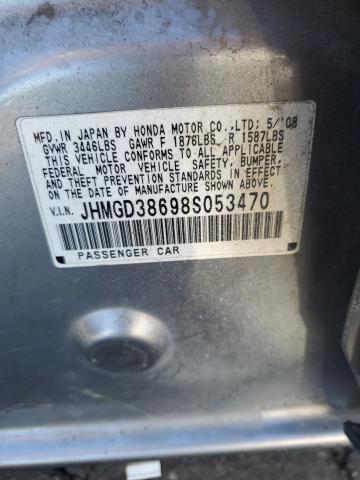 MFD. IN JAPAN BY HONDA MOTOR CO.,LTD; 5/'08
GVWR 3446LBS GAWR F 1876LBS R 1587LBS
THIS VEHICLE CONFORMS TO ALL APPLICABLE
FEDERAL MOTOR VEHICLE SAFETY, BUMPER,
AND THEFT PREVENTION STANDARDS IN EFFECT
ON THE DATE OF MANUFACTURE SHOWN ABOVE.
V.I.N. JHMGD38698S053470
PASSENGER CAR